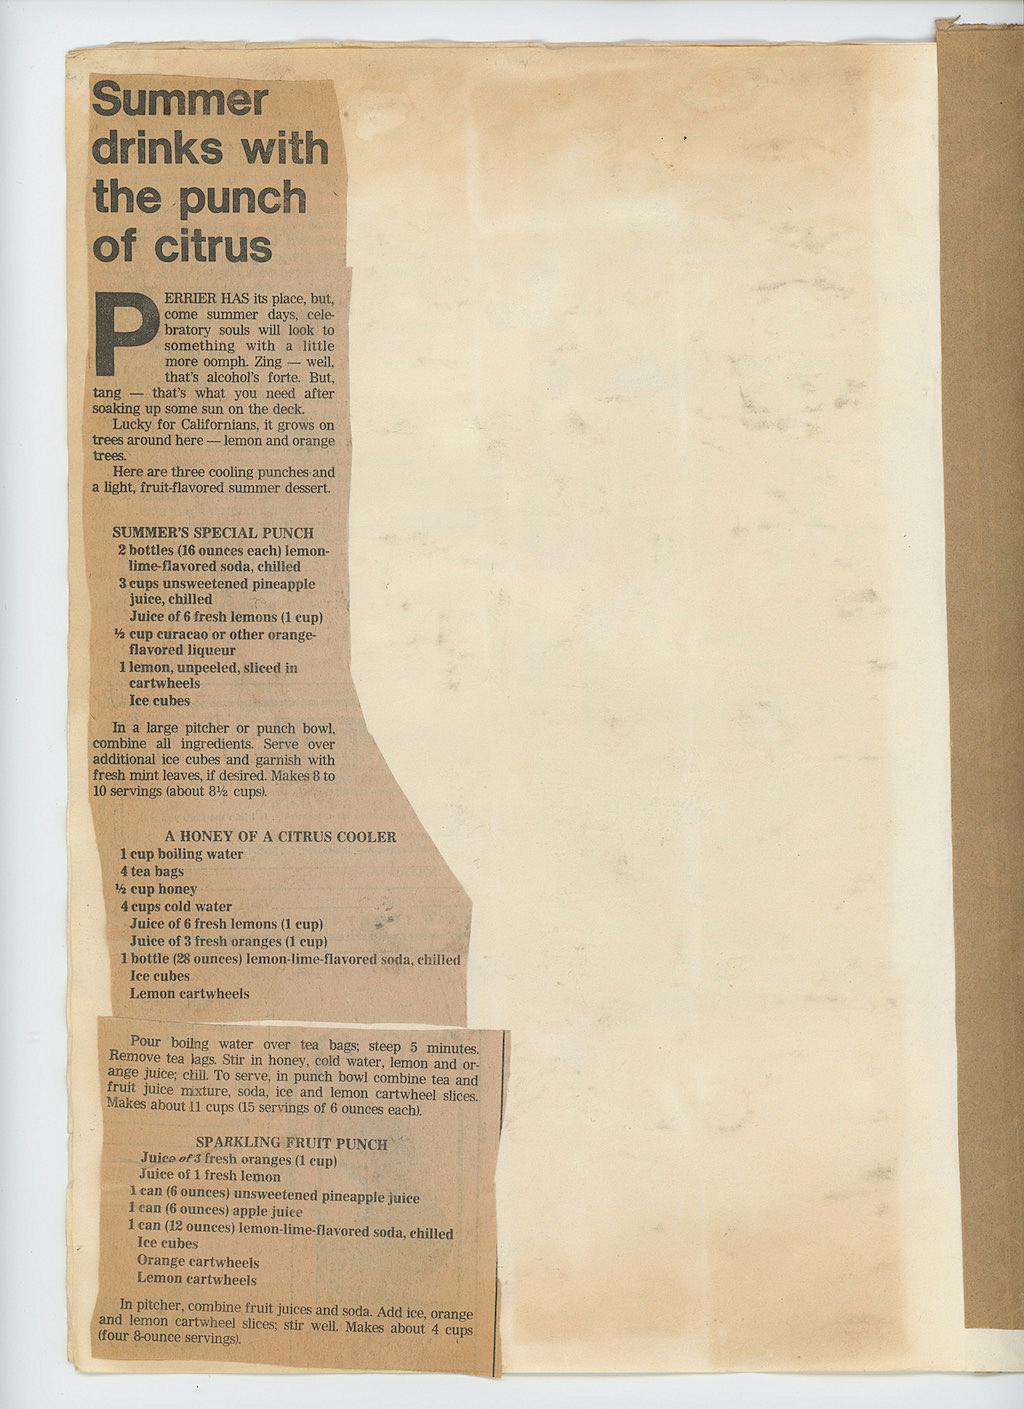 Summer
drinks with
the punch
of citrus
PERRIER HAS its place, but,
come summer days, cele-
bratory souls will look to
something with a little
more oomph. Zing — well,
that's alcohol's forte. But,
tang — that's what you need after
soaking up some sun on the deck.
Lucky for Californians, it grows on
trees around here — lemon and orange
trees.
Here are three cooling punches and
a light, fruit-flavored summer dessert.
SUMMER'S SPECIAL PUNCH
2 bottles (16 ounces each) lemon-
lime-flavored soda, chilled
3 cups unsweetened pineapple
juice, chilled
Juice of 6 fresh lemons (1 cup)
½ cup curacao or other orange-
flavored liqueur
1 lemon, unpeeled, sliced in
cartwheels
Ice cubes
In a large pitcher or punch bowl,
combine all ingredients. Serve over
additional ice cubes and garnish with
fresh mint leaves, if desired. Makes 8 to
10 servings (about 8½ cups).
A HONEY OF A CITRUS COOLER
1 cup boiling water
4 tea bags
½ cup honey
4 cups cold water
Juice of 6 fresh lemons (1 cup)
Juice of 3 fresh oranges (1 cup)
1 bottle (28 ounces) lemon-lime-flavored soda, chilled
Ice cubes
Lemon cartwheels
Pour boiling water over tea bags; steep 5 minutes.
Remove tea bags. Stir in honey, cold water, lemon and or-
ange juice; chill. To serve, in punch bowl combine tea and
fruit juice mixture, soda, ice and lemon cartwheel slices.
Makes about 11 cups (15 servings of 6 ounces each).
SPARKLING FRUIT PUNCH
Juice of 3 fresh oranges (1 cup)
Juice of 1 fresh lemon
1 can (6 ounces) unsweetened pineapple juice
1 can (6 ounces) apple juice
1 can (12 ounces) lemon-lime-flavored soda, chilled
Ice cubes
Orange cartwheels
Lemon cartwheels
In pitcher, combine fruit juices and soda. Add ice, orange
and lemon cartwheel slices; stir well. Makes about 4 cups
(four 8-ounce servings).